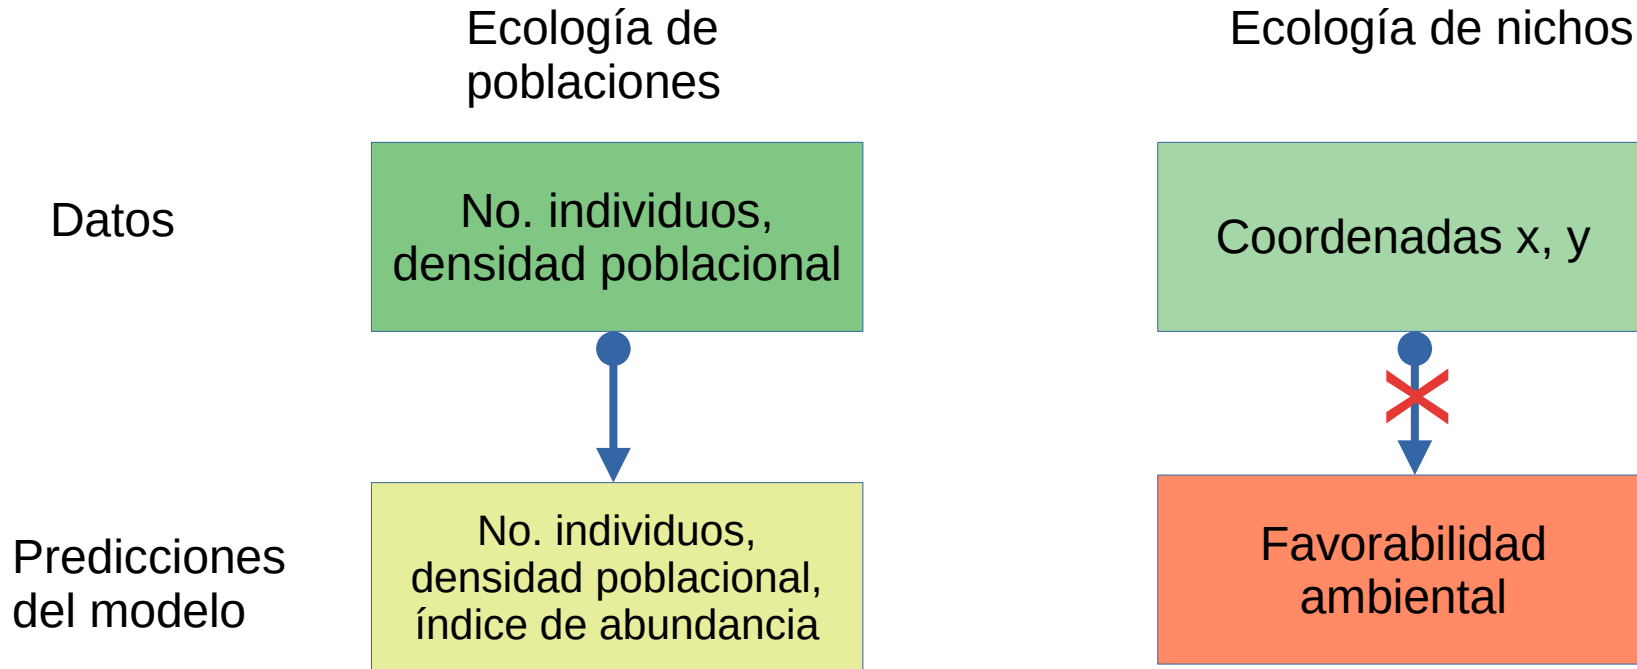 Ecología de
poblaciones
Ecología de nichos
Datos
No. individuos,
densidad poblacional
Coordenadas x, y
Predicciones
del modelo
No. individuos,
densidad poblacional,
índice de abundancia
Favorabilidad
ambiental